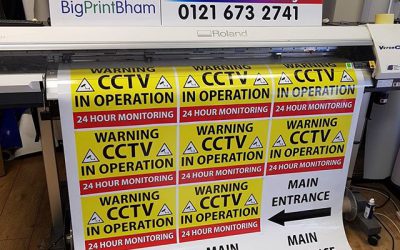 BigPrintBham
0121 673 2741
Roland
WARNING
CCTV
IN OPERATION
24 HOUR MONITORING
WARNING
CCTV
IN OPERATION
24 HOUR MONITORING
WARNING
CCTV
IN OPERATION
24 HOUR MONITORING
WARNING
CCTV
IN OPERATION
24 HOUR MONITORING
WARNING
CCTV
IN OPERATION
24 HOUR MONITORING
WARNING
CCTV
IN OPERATION
24 HOUR MONITORING
WARNING
CCTV
IN OPERATION
24 HOUR MONITORING
WARNING
CCTV
IN OPERATION
24 HOUR MONITORING
MAIN
ENTRANCE
MAIN
MAIN
MAIN